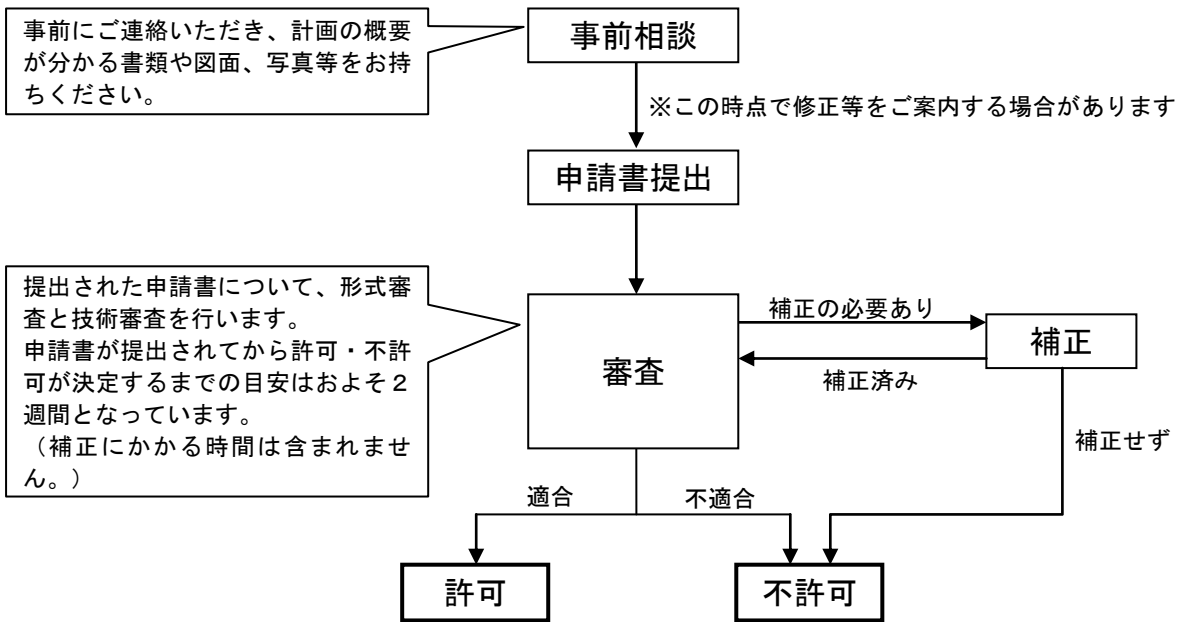 事前にご連絡いただき、計画の概要
が分かる書類や図面、写真等をお持
ちください。
事前相談
※この時点で修正等をご案内する場合があります
申請書提出
提出された申請書について、形式審
査と技術審査を行います。
申請書が提出されてから許可・不許
可が決定するまでの目安はおよそ２
週間となっています。
（補正にかかる時間は含まれませ
ん。）
審査
補正の必要あり
補正済み
補正
補正せず
適合
不適合
許可
不許可